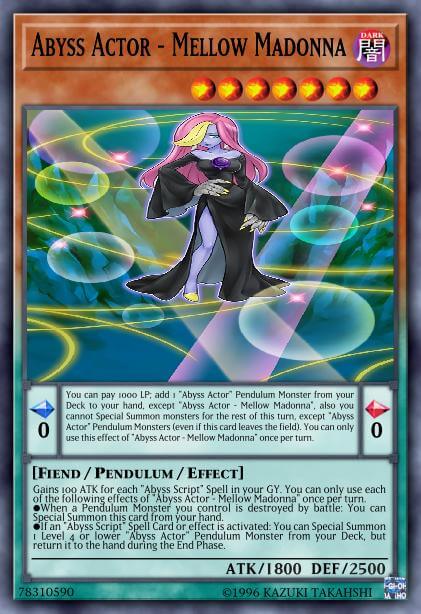 Abyss Actor - Mellow Madonna
DARK
闇
You can pay 1000 LP; add 1 "Abyss Actor" Pendulum Monster from your
Deck to your hand, except "Abyss Actor - Mellow Madonna", also you
cannot Special Summon monsters for the rest of this turn, except "Abyss
Actor" Pendulum Monsters (even if this card leaves the field). You can only
use this effect of "Abyss Actor - Mellow Madonna" once per turn.
0
0
[Fiend / Pendulum / Effect]
Gains 100 ATK for each "Abyss Script" Spell in your GY. You can only use each
of the following effects of "Abyss Actor - Mellow Madonna" once per turn.
●When a Pendulum Monster you control is destroyed by battle: You can
Special Summon this card from your hand.
●If an "Abyss Script" Spell Card or effect is activated: You can Special Summon
1 Level 4 or lower "Abyss Actor" Pendulum Monster from your Deck, but
return it to the hand during the End Phase.
ATK/1800 DEF/2500
78310590
©1996 KAZUKI TAKAHSHI